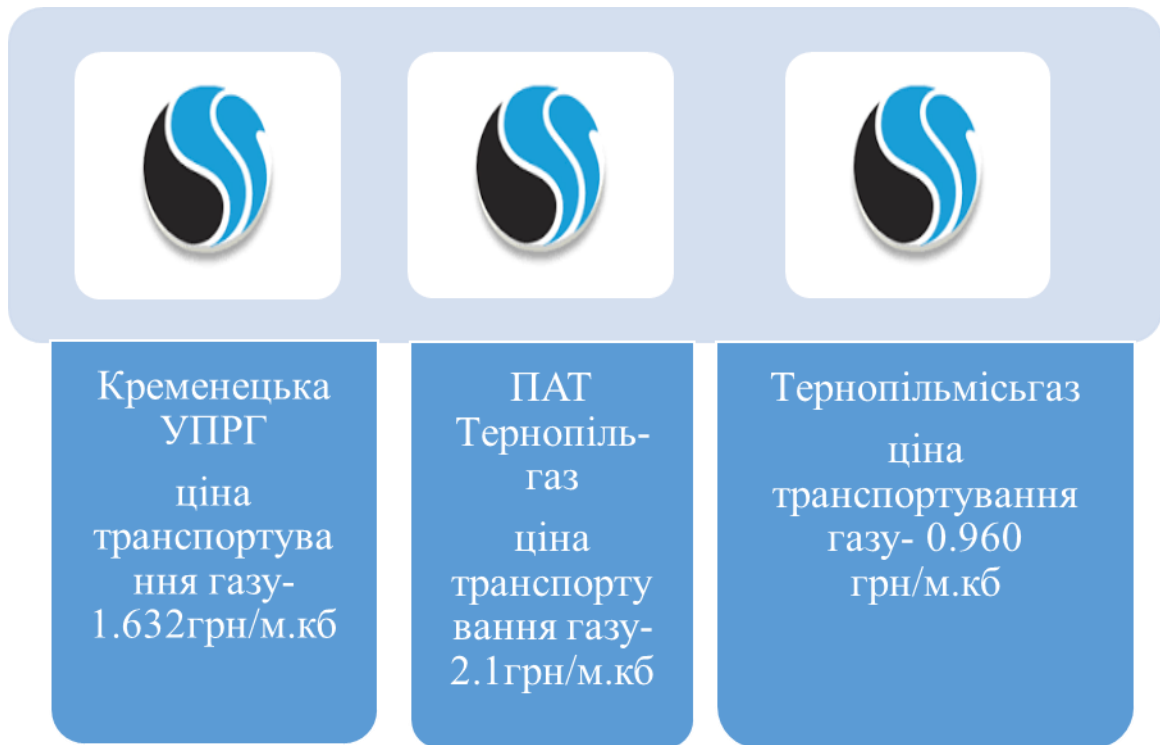 Кременецька
УПРГ
ціна
транспортува
ння газу-
1.632грн/м.кб
ПАТ
Тернопіль-
газ
ціна
транспорту
вання газу-
2.1грн/м.кб
Тернопільмісьгаз
ціна
транспортування
газу- 0.960
грн/м.кб